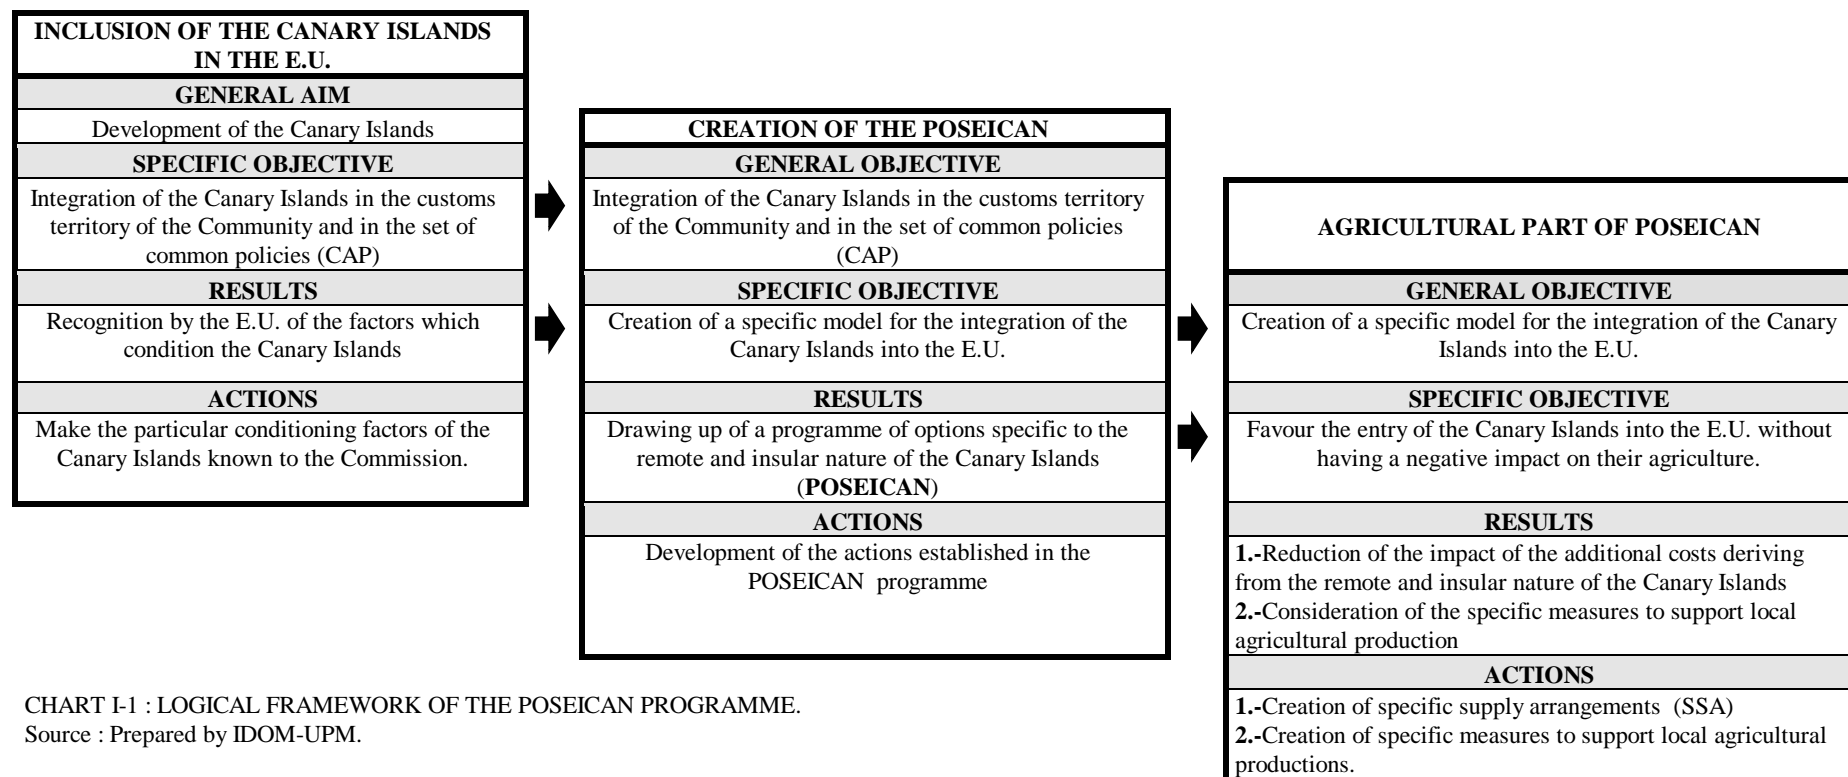 INCLUSION OF THE CANARY ISLANDS
IN THE E.U.
GENERAL AIM
Development of the Canary Islands
SPECIFIC OBJECTIVE
Integration of the Canary Islands in the customs
territory of the Community and in the set of
common policies (CAP)
RESULTS
Recognition by the E.U. of the factors which
condition the Canary Islands
ACTIONS
Make the particular conditioning factors of the
Canary Islands known to the Commission.
CREATION OF THE POSEICAN
GENERAL OBJECTIVE
Integration of the Canary Islands in the customs territory
of the Community and in the set of common policies
(CAP)
SPECIFIC OBJECTIVE
Creation of a specific model for the integration of the
Canary Islands into the E.U.
RESULTS
Drawing up of a programme of options specific to the
remote and insular nature of the Canary Islands
(POSEICAN)
ACTIONS
Development of the actions established in the
POSEICAN programme
AGRICULTURAL PART OF POSEICAN
GENERAL OBJECTIVE
Creation of a specific model for the integration of the Canary
Islands into the E.U.
SPECIFIC OBJECTIVE
Favour the entry of the Canary Islands into the E.U. without
having a negative impact on their agriculture.
RESULTS
1.-Reduction of the impact of the additional costs deriving
from the remote and insular nature of the Canary Islands
2.-Consideration of the specific measures to support local
agricultural production
ACTIONS
1.-Creation of specific supply arrangements (SSA)
2.-Creation of specific measures to support local agricultural
productions.
CHART I-1 : LOGICAL FRAMEWORK OF THE POSEICAN PROGRAMME.
Source : Prepared by IDOM-UPM.